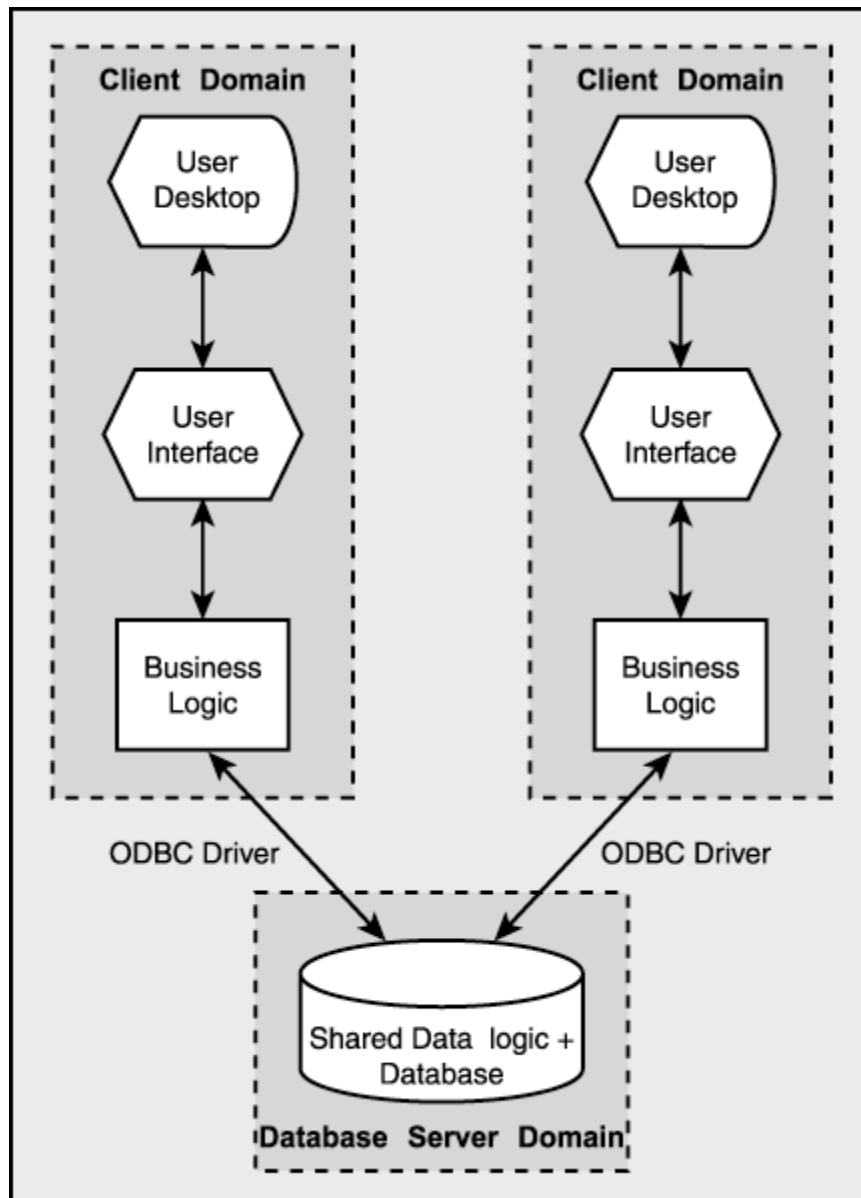 Client Domain
User
Desktop
User
Interface
Business
Logic
ODBC Driver
Client Domain
User
Desktop
User
Interface
Business
Logic
ODBC Driver
Shared Data logic +
Database
Database Server Domain